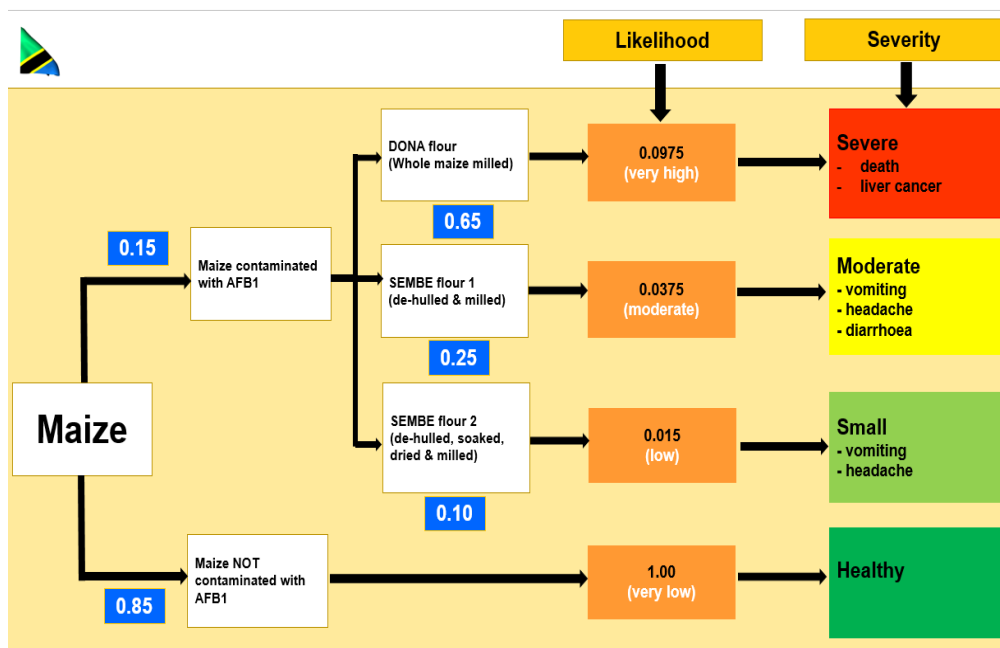 Likelihood
Severity
DONA flour
(Whole maize milled)
0.0975
(very high)
Severe
- death
- liver cancer
0.65
0.15
Maize contaminated
with AFB1
SEMBE flour 1
(de-hulled & milled)
0.0375
(moderate)
Moderate
- vomiting
- headache
- diarrhoea
0.25
Maize
SEMBE flour 2
(de-hulled, soaked,
dried & milled)
0.015
(low)
Small
- vomiting
- headache
0.10
Maize NOT
contaminated with
AFB1
0.85
1.00
(very low)
Healthy